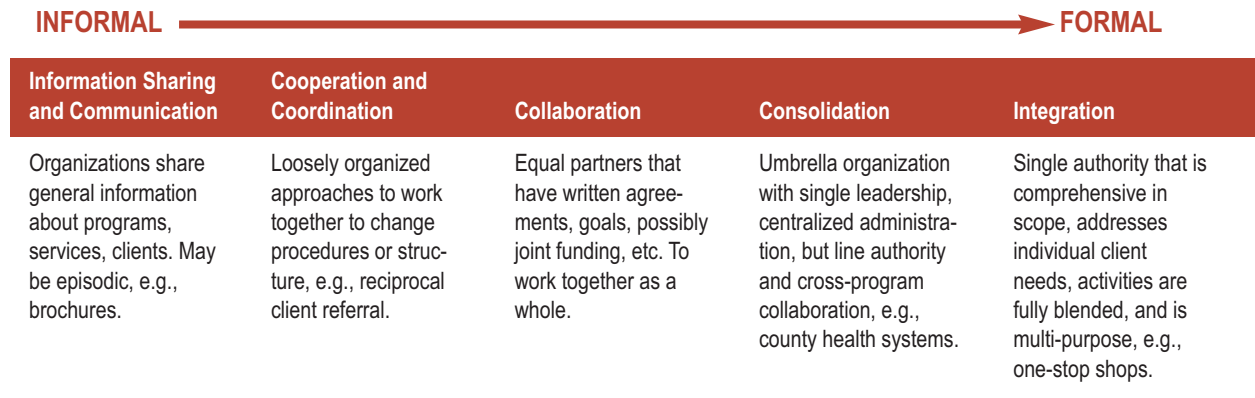 INFORMAL FORMAL
Information Sharing
and Communication
Cooperation and
Coordination
Collaboration
Consolidation
Integration
Organizations share
general information
about programs,
services, clients. May
be episodic, e.g.,
brochures.
Loosely organized
approaches to work
together to change
procedures or struc-
ture, e.g., reciprocal
client referral.
Equal partners that
have written agree-
ments, goals, possibly
joint funding, etc. To
work together as a
whole.
Umbrella organization
with single leadership,
centralized administra-
tion, but line authority
and cross-program
collaboration, e.g.,
county health systems.
Single authority that is
comprehensive in
scope, addresses
individual client
needs, activities are
fully blended, and is
multi-purpose, e.g.,
one-stop shops.